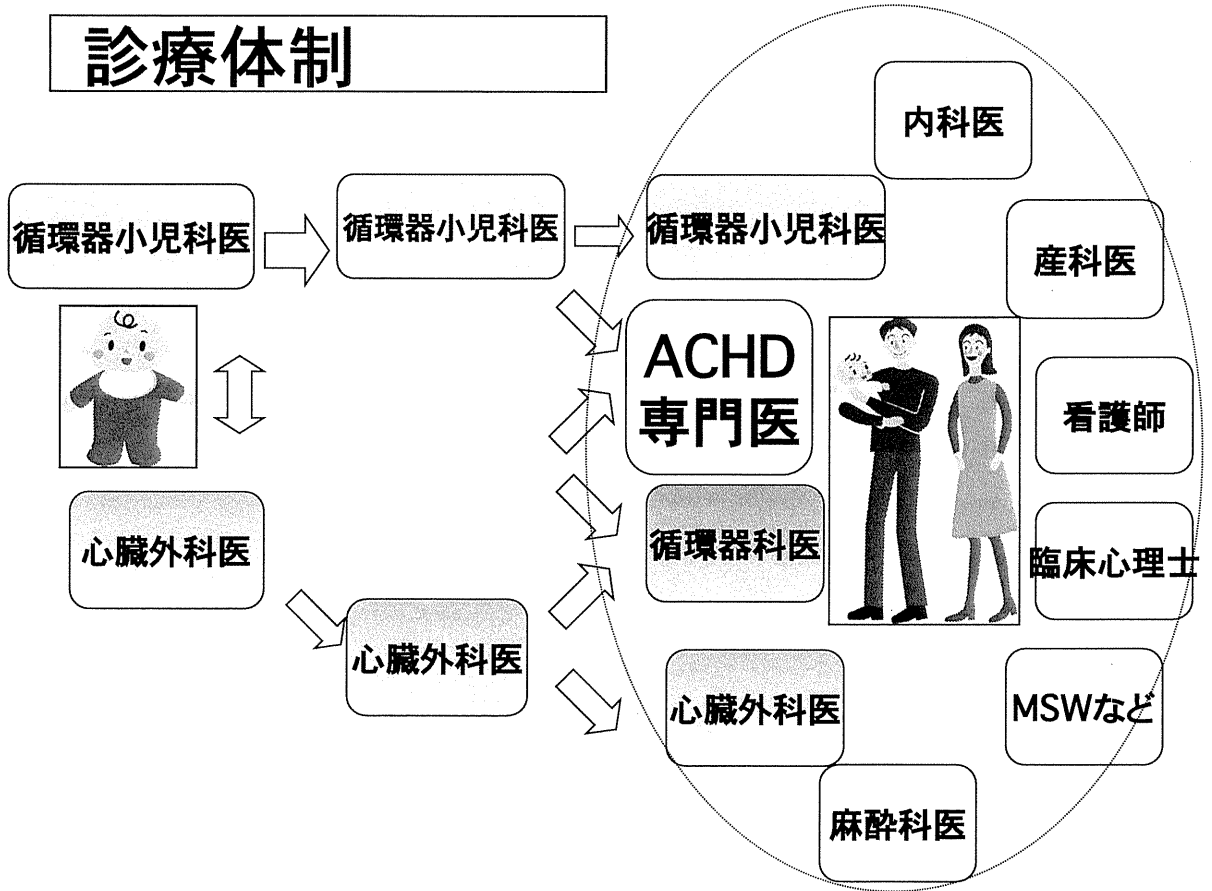 診療体制
循環器小児科医
心臓外科医
循環器小児科医
心臓外科医
循環器小児科医
ACHD
専門医
循環器科医
心臓外科医
内科医
産科医
看護師
臨床心理士
MSWなど
麻酔科医